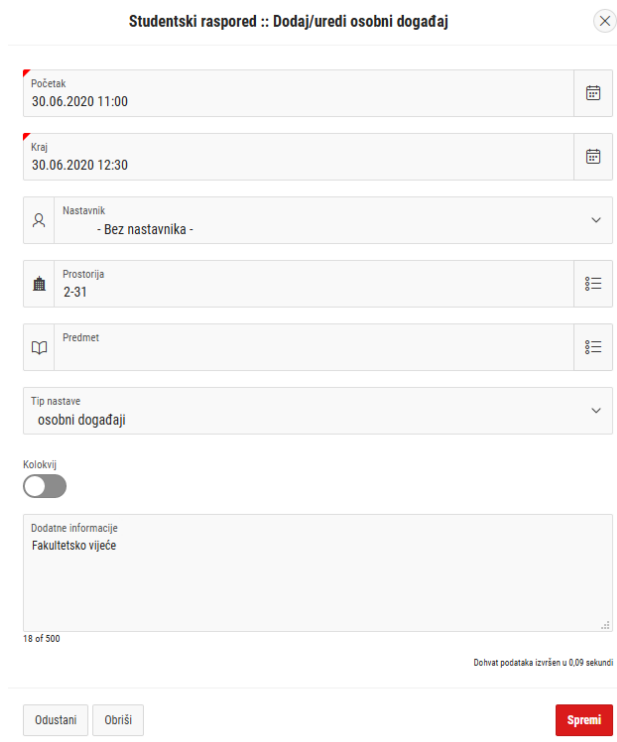 Studentski raspored :: Dodaj/uredi osobni događaj
Početak
30.06.2020 11:00
Kraj
30.06.2020 12:30
Nastavnik
- Bez nastavnika -
Prostorija
2-31
Predmet
Tip nastave
osobni događaji
Kolokvij
Dodatne informacije
Fakultetsko vijeće
18 of 500
Dohvat podataka izvršen u 0,09 sekundi
Odustani
Obriši
Spremi